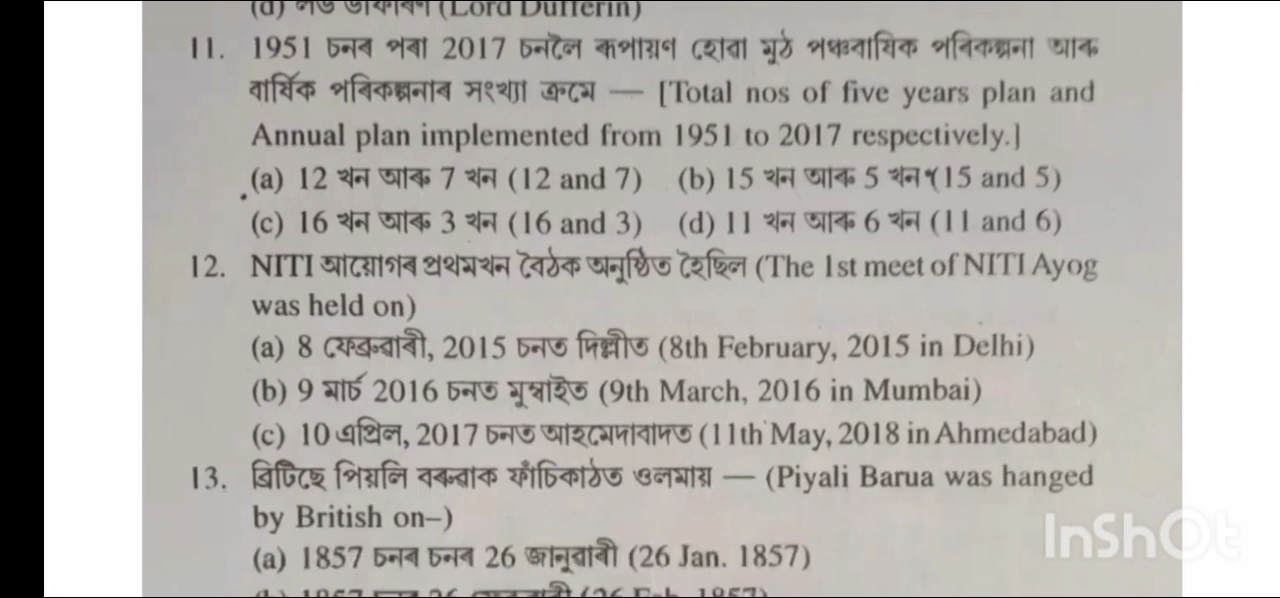 (d) লৰ্ড ডাফৰিণ (Lord Dufferin)
11. 1951 চনৰ পৰা 2017 চনলৈ ৰূপায়ণ হোৱা মুঠ পঞ্চবাৰ্ষিক পৰিকল্পনা আৰু
বাৰ্ষিক পৰিকল্পনাৰ সংখ্যা ক্ৰমে — [Total nos of five years plan and
Annual plan implemented from 1951 to 2017 respectively.]
(a) 12 খন আৰু 7 খন (12 and 7) (b) 15 খন আৰু 5 খন (15 and 5)
(c) 16 খন আৰু 3 খন (16 and 3) (d) 11 খন আৰু 6 খন (11 and 6)
12. NITI আয়োগৰ প্ৰথমখন বৈঠক অনুষ্ঠিত হৈছিল (The 1st meet of NITI Ayog
was held on)
(a) 8 ফেব্ৰুৱাৰী, 2015 চনত দিল্লীত (8th February, 2015 in Delhi)
(b) 9 মাৰ্চ 2016 চনত মুম্বাইত (9th March, 2016 in Mumbai)
(c) 10 এপ্ৰিল, 2017 চনত আহমেদাবাদত (11th May, 2018 in Ahmedabad)
13. ব্ৰিটিছে পিয়লি বৰুৱাক ফাঁচিকাঠত ওলমায় — (Piyali Barua was hanged
by British on–)
(a) 1857 চনৰ চনৰ 26 জানুৱাৰী (26 Jan. 1857)
InShOt